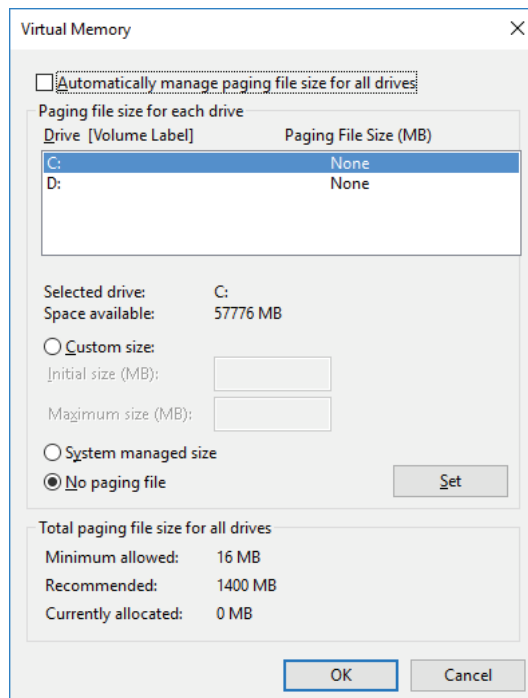 Virtual Memory
Automatically manage paging file size for all drives
Paging file size for each drive
Drive [Volume Label] Paging File Size (MB)
C: None
D: None
Selected drive: C:
Space available: 57776 MB
Custom size:
Initial size (MB):
Maximum size (MB):
System managed size
No paging file
Set
Total paging file size for all drives
Minimum allowed: 16 MB
Recommended: 1400 MB
Currently allocated: 0 MB
OK Cancel